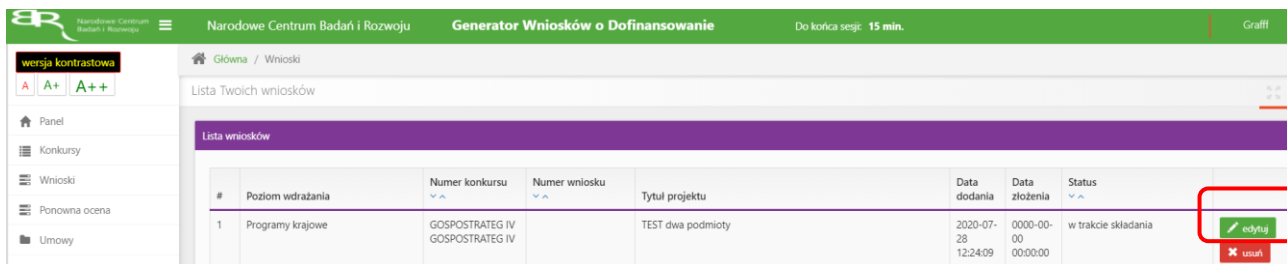 BR Narodowe Centrum
Badań i Rozwoju
Narodowe Centrum Badań i Rozwoju Generator Wniosków o Dofinansowanie Do końca sesji: 15 min. Grafff
wersja kontrastowa
A A+ A++
Główna / Wnioski
Lista Twoich wniosków
Panel
Konkursy
Wnioski
Ponowna ocena
Umowy
Lista wniosków
# Poziom wdrażania Numer konkursu Numer wniosku Tytuł projektu Data dodania Data złożenia Status
1 Programy krajowe GOSPOSTRATEG IV GOSPOSTRATEG IV TEST dwa podmioty 2020-07-28 12:24:09 0000-00-00 00:00:00 w trakcie składania
edytuj
usuń